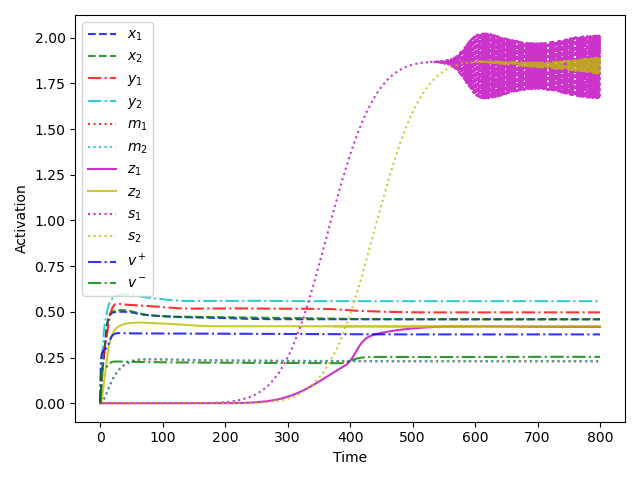 2.00
1.75
1.50
1.25
1.00
0.75
0.50
0.25
0.00
Activation
x₁
x₂
y₁
y₂
m₁
m₂
z₁
z₂
s₁
s₂
v⁺
v⁻
0 100 200 300 400 500 600 700 800
Time